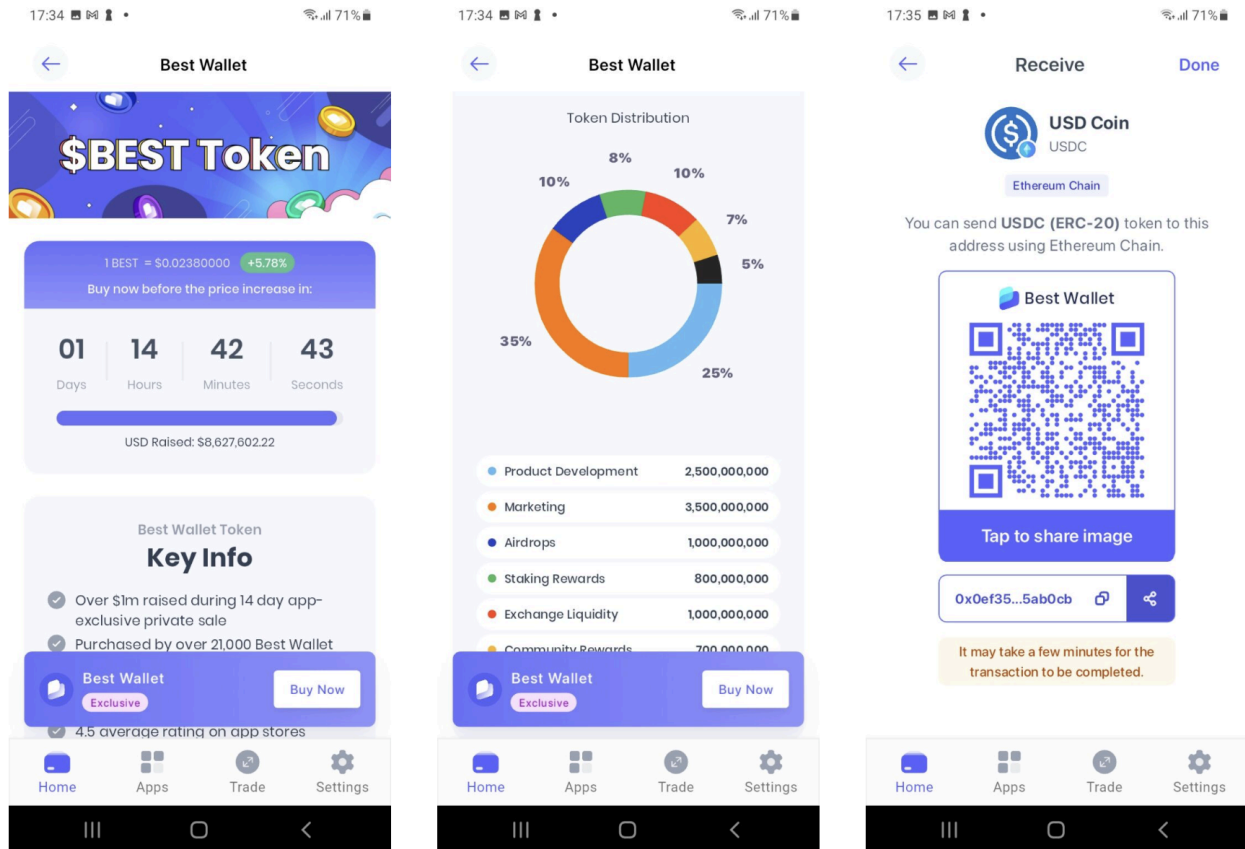 17:34
71%
Best Wallet
$BEST Token
1 BEST = $0.02380000 +5.78%
Buy now before the price increase in:
01 14 42 43
Days Hours Minutes Seconds
USD Raised: $8,627,602.22
Best Wallet Token
Key Info
Over $1m raised during 14 day app-
exclusive private sale
Purchased by over 21,000 Best Wallet
Best Wallet
Exclusive
Buy Now
4.5 average rating on app stores
Home Apps Trade Settings
17:34
71%
Best Wallet
Token Distribution
8%
10% 10%
7%
5%
35%
25%
Product Development 2,500,000,000
Marketing 3,500,000,000
Airdrops 1,000,000,000
Staking Rewards 800,000,000
Exchange Liquidity 1,000,000,000
Community Rewards 700,000,000
Best Wallet
Exclusive
Buy Now
Home Apps Trade Settings
17:35
71%
Receive Done
USD Coin
USDC
Ethereum Chain
You can send USDC (ERC-20) token to this
address using Ethereum Chain.
Best Wallet
Tap to share image
0x0ef35...5ab0cb
It may take a few minutes for the
transaction to be completed.
Home Apps Trade Settings